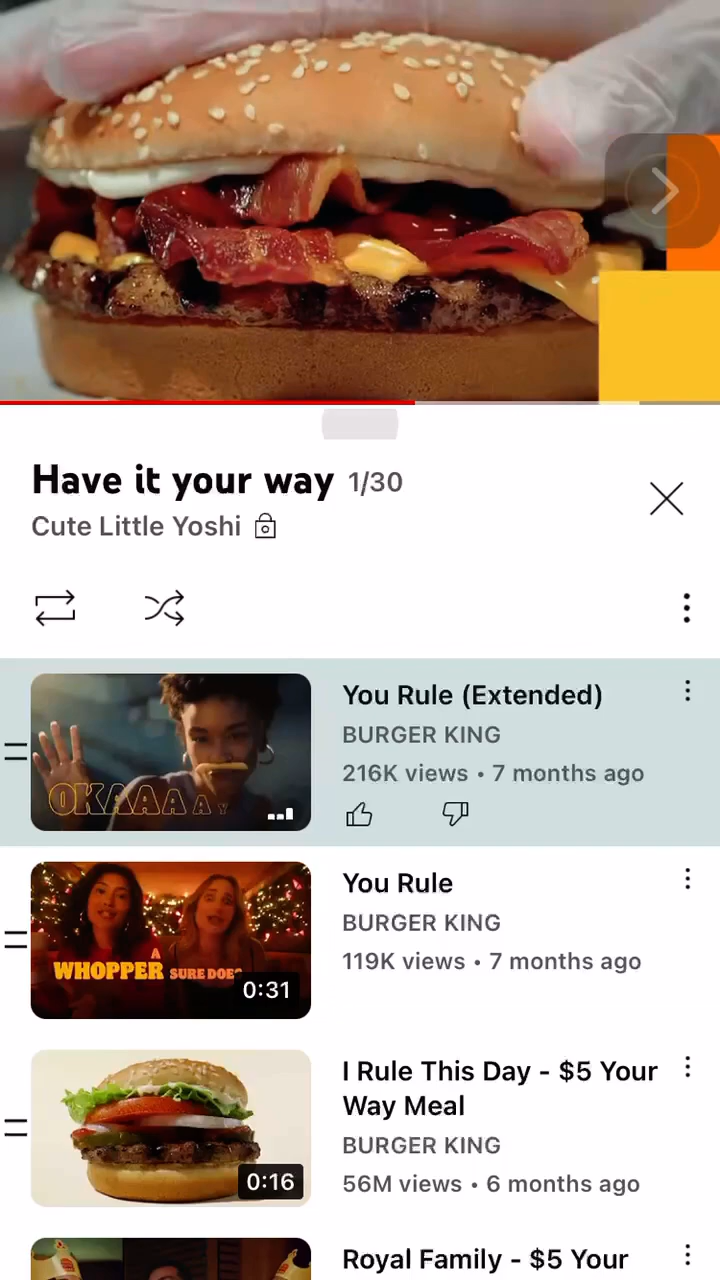 Have it your way 1/30
Cute Little Yoshi
You Rule (Extended)
BURGER KING
216K views • 7 months ago
OKAAAAY
You Rule
BURGER KING
119K views • 7 months ago
A
WHOPPER SURE DOES
0:31
I Rule This Day - $5 Your
Way Meal
BURGER KING
56M views • 6 months ago
0:16
Royal Family - $5 Your